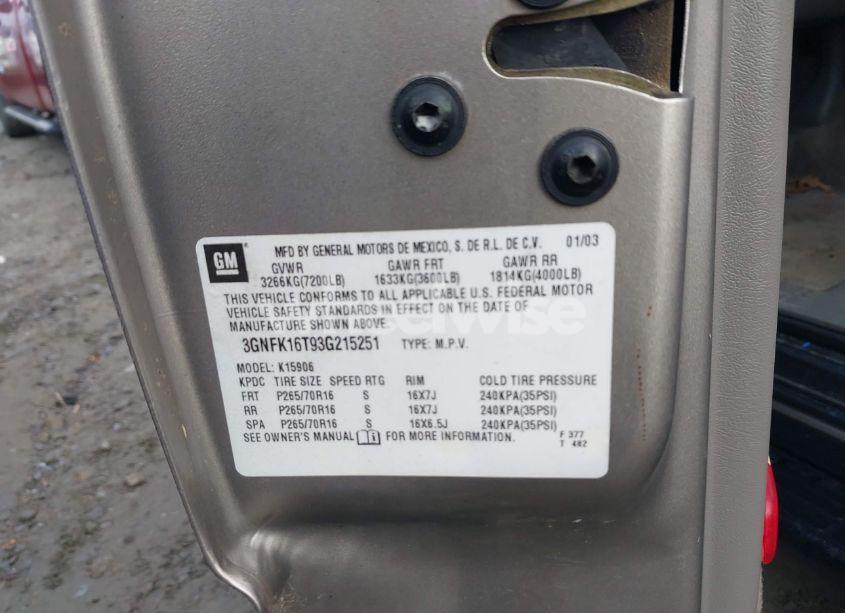 GM
MFD BY GENERAL MOTORS DE MEXICO, S. DE R.L. DE C.V. 01/03
GVWR GAWR FRT GAWR RR
3266KG(7200LB) 1633KG(3600LB) 1814KG(4000LB)
THIS VEHICLE CONFORMS TO ALL APPLICABLE U.S. FEDERAL MOTOR
VEHICLE SAFETY STANDARDS IN EFFECT ON THE DATE OF
MANUFACTURE SHOWN ABOVE.
3GNFK16T93G215251 TYPE: M.P.V.
MODEL: K15906
KPDC TIRE SIZE SPEED RTG RIM COLD TIRE PRESSURE
FRT P265/70R16 S 16X7J 240KPA(35PSI)
RR P265/70R16 S 16X7J 240KPA(35PSI)
SPA P265/70R16 S 16X6.5J 240KPA(35PSI)
SEE OWNER'S MANUAL FOR MORE INFORMATION.
F 377
T 482